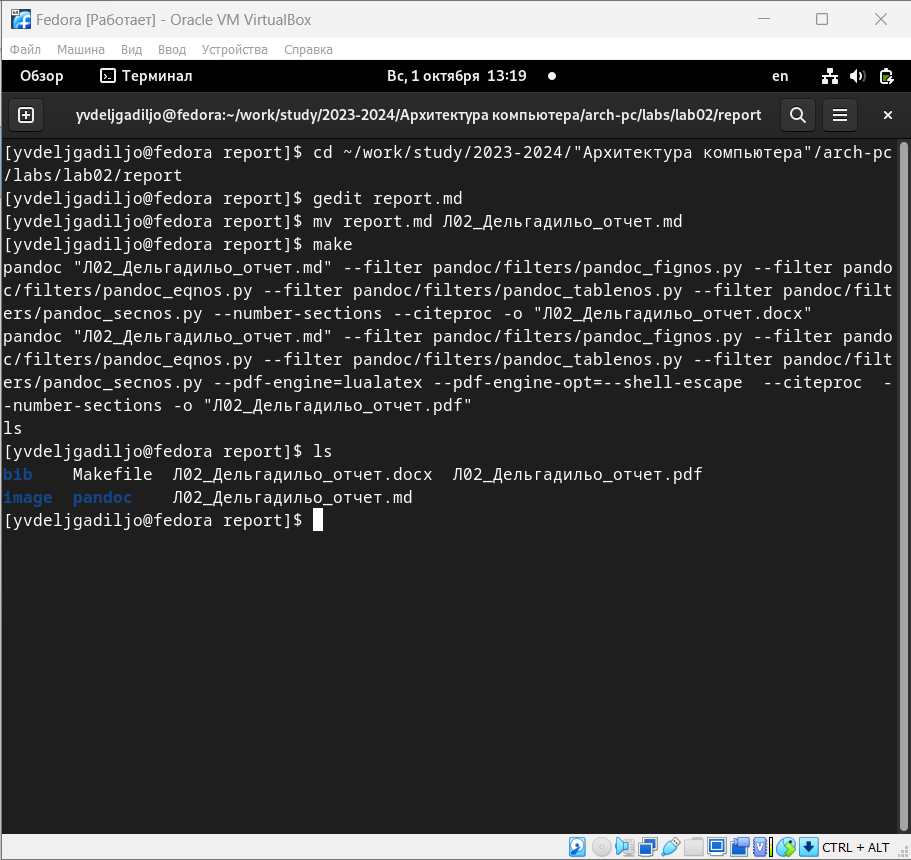 Fedora [Работает] - Oracle VM VirtualBox
Файл Машина Вид Ввод Устройства Справка
Обзор Терминал Вс, 1 октября 13:19 en
yvdeljgadiljo@fedora:~/work/study/2023-2024/Архитектура компьютера/arch-pc/labs/lab02/report
[yvdeljgadiljo@fedora report]$ cd ~/work/study/2023-2024/"Архитектура компьютера"/arch-pc
/labs/lab02/report
[yvdeljgadiljo@fedora report]$ gedit report.md
[yvdeljgadiljo@fedora report]$ mv report.md Л02_Дельгадильо_отчет.md
[yvdeljgadiljo@fedora report]$ make
pandoc "Л02_Дельгадильо_отчет.md" --filter pandoc/filters/pandoc_fignos.py --filter pando
c/filters/pandoc_eqnos.py --filter pandoc/filters/pandoc_tablenos.py --filter pandoc/filt
ers/pandoc_secnos.py --number-sections --citeproc -o "Л02_Дельгадильо_отчет.docx"
pandoc "Л02_Дельгадильо_отчет.md" --filter pandoc/filters/pandoc_fignos.py --filter pando
c/filters/pandoc_eqnos.py --filter pandoc/filters/pandoc_tablenos.py --filter pandoc/filt
ers/pandoc_secnos.py --pdf-engine=lualatex --pdf-engine-opt=--shell-escape  --citeproc  -
-number-sections -o "Л02_Дельгадильо_отчет.pdf"
ls
[yvdeljgadiljo@fedora report]$ ls
bib    Makefile  Л02_Дельгадильо_отчет.docx  Л02_Дельгадильо_отчет.pdf
image  pandoc    Л02_Дельгадильо_отчет.md
[yvdeljgadiljo@fedora report]$
CTRL + ALT